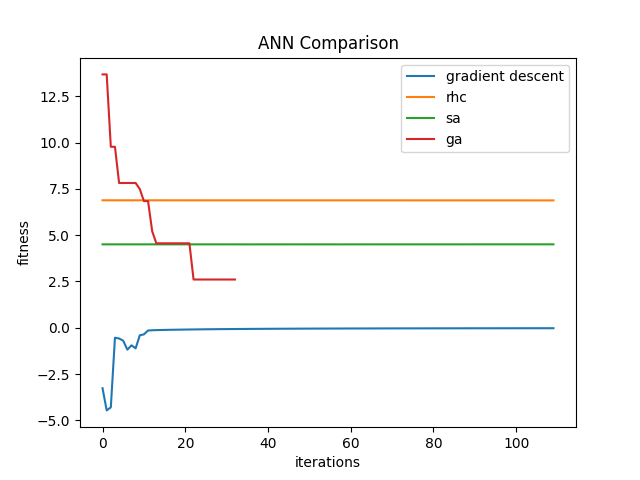 ANN Comparison
gradient descent
rhc
sa
ga
12.5
10.0
7.5
5.0
2.5
0.0
−2.5
−5.0
fitness
0 20 40 60 80 100
iterations